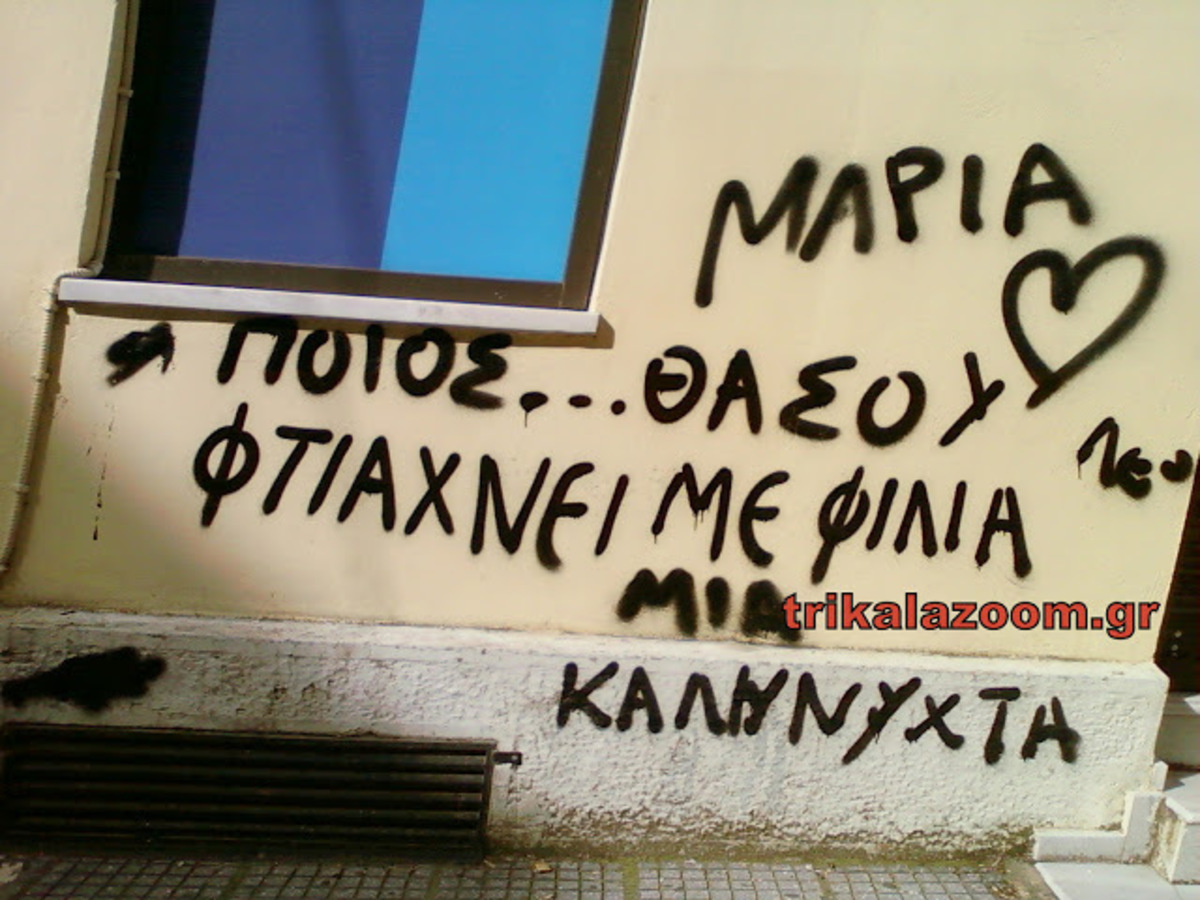 ΜΑΡΙΑ
ΠΟΙΟΣ....ΘΑ ΣΟΥ
ΦΤΙΑΧΝΕΙ ΜΕ ΦΙΛΙΑ
ΜΙΑ
trikalazoom.gr
ΚΑΛΗΝΥΧΤΑ